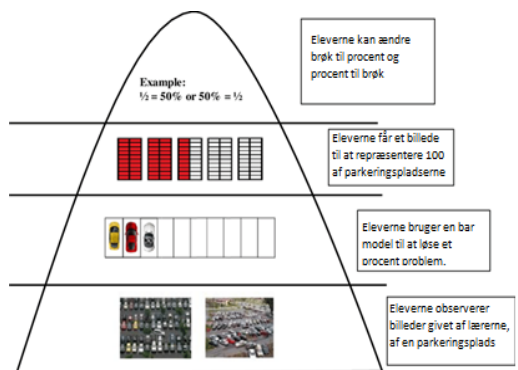 Eleverne kan ændre
brøk til procent og
procent til brøk
Example:
½ = 50% or 50% = ½
Eleverne får et billede
til at repræsentere 100
af parkeringspladserne
Eleverne bruger en bar
model til at løse et
procent problem.
Eleverne observerer
billeder givet af lærerne,
af en parkeringsplads